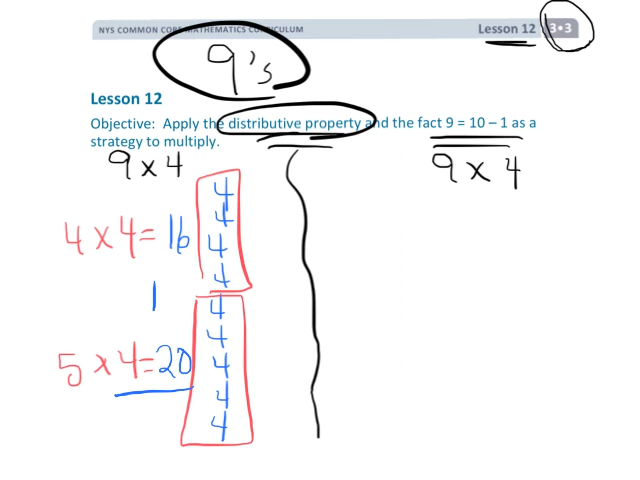 NYS COMMON CORE MATHEMATICS CURRICULUM
Lesson 12
3•3
9's
Lesson 12
Objective: Apply the distributive property and the fact 9 = 10 – 1 as a
strategy to multiply.
9 x 4
9 x 4
4
4
4 x 4 = 16
4
4
1
4
4
5 x 4 = 20
4
4
4